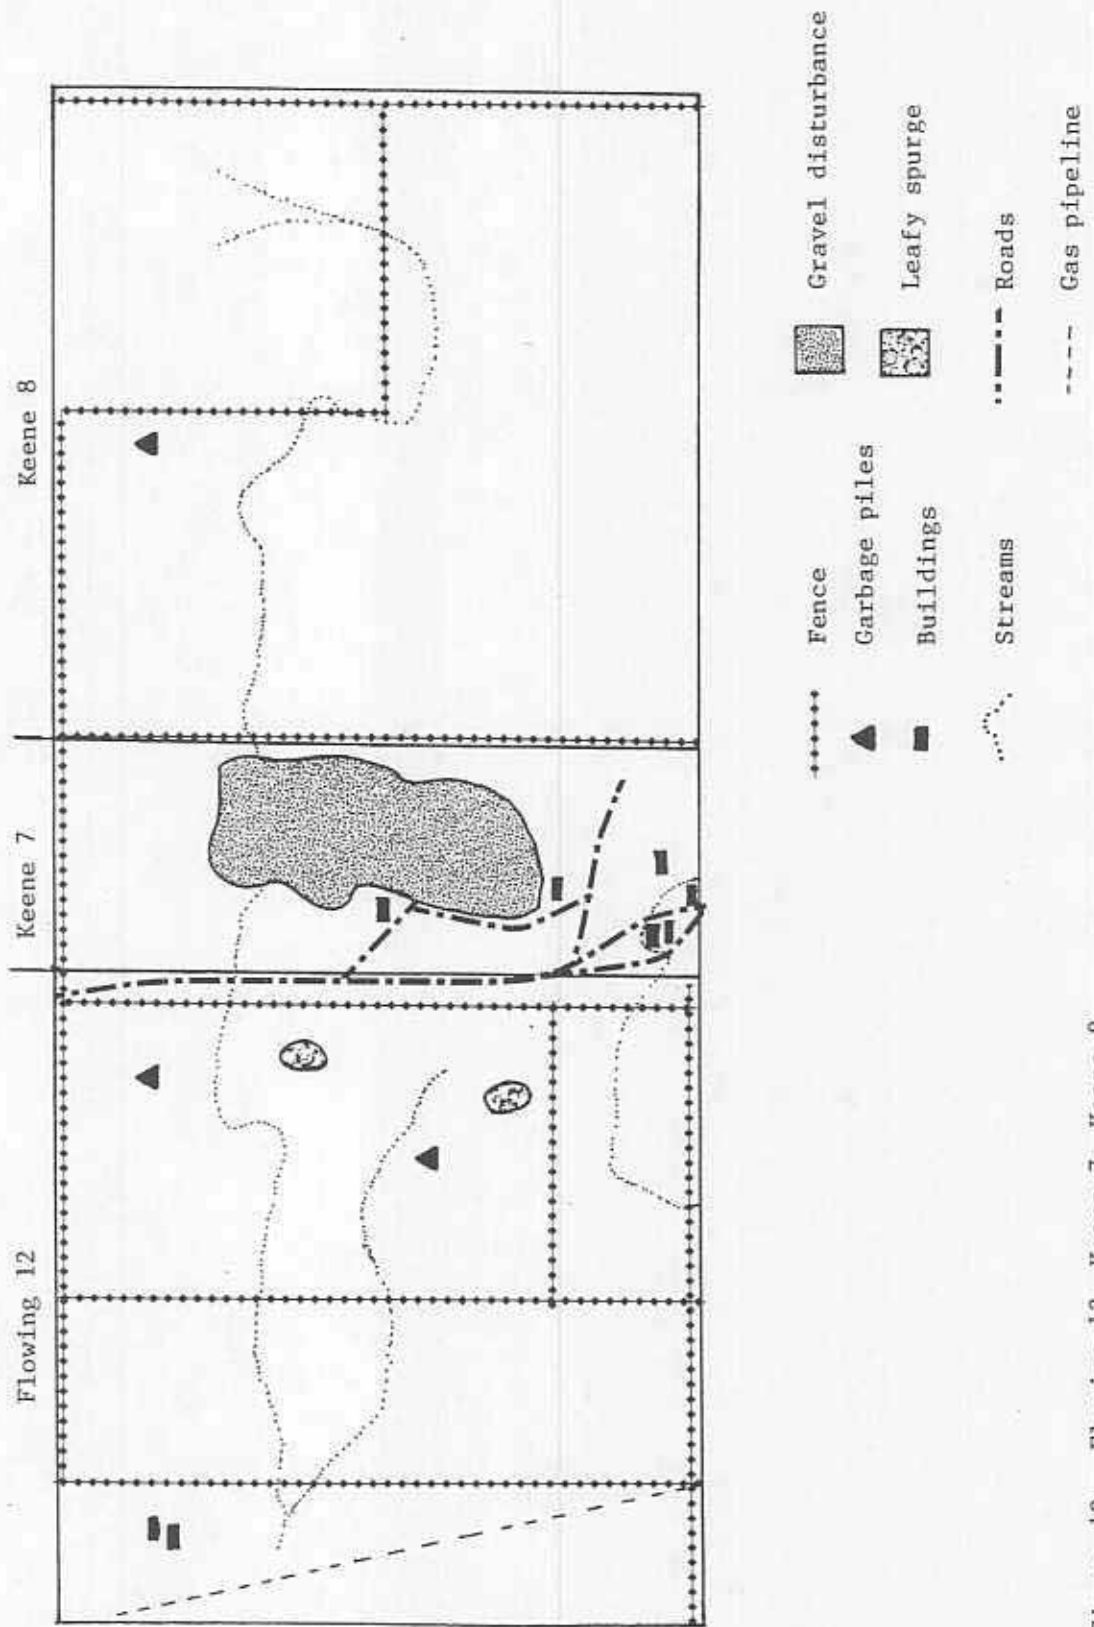 Flowing 12 Keene 7 Keene 8
Fence Gravel disturbance
Garbage piles
Buildings Leafy spurge
Streams Roads
Gas pipeline